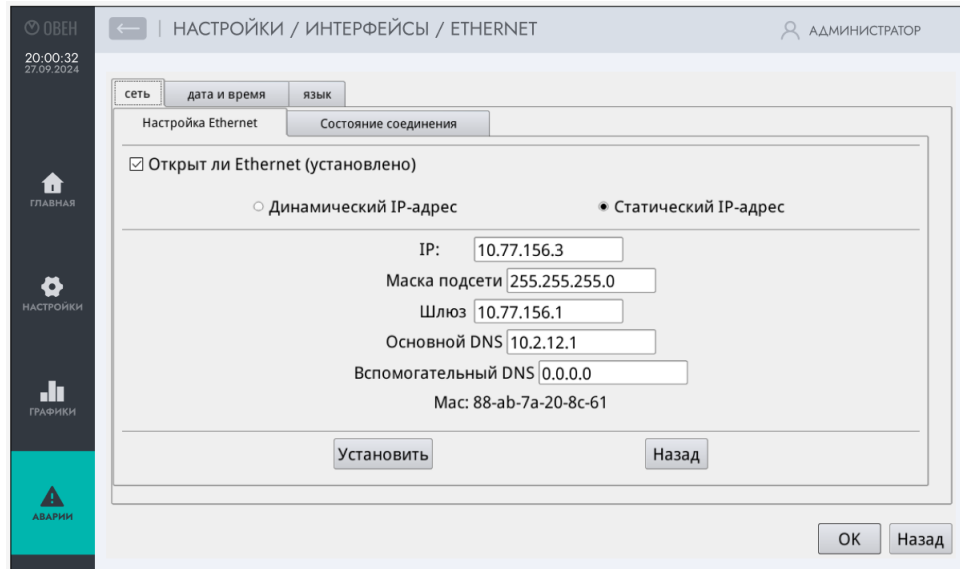 ОВЕН
НАСТРОЙКИ / ИНТЕРФЕЙСЫ / ETHERNET
АДМИНИСТРАТОР
20:00:32
27.09.2024
сеть
дата и время
язык
Настройка Ethernet
Состояние соединения
Открыт ли Ethernet (установлено)
Динамический IP-адрес
Статический IP-адрес
ГЛАВНАЯ
IP: 10.77.156.3
Маска подсети 255.255.255.0
НАСТРОЙКИ
Шлюз 10.77.156.1
Основной DNS 10.2.12.1
Вспомогательный DNS 0.0.0.0
Mac: 88-ab-7a-20-8c-61
ГРАФИКИ
Установить
Назад
АВАРИИ
OK
Назад